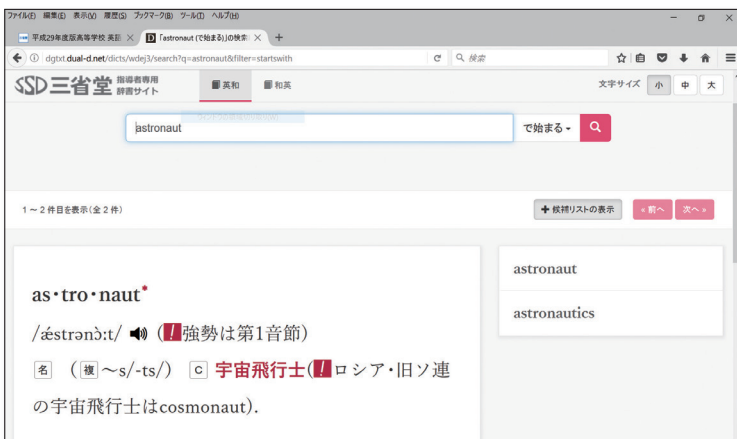 ファイル(F) 編集(E) 表示(V) 履歴(S) ブックマーク(B) ツール(T) ヘルプ(H)
平成29年度版高等学校 英語 「astronaut (で始まる)」の検索
dgtxt.dual-d.net/dicts/wdej3/search?q=astronaut&filter=startswith 検索
SSD三省堂 指導者専用 辞書サイト 英和 和英 文字サイズ 小 中 大
astronaut で始まる
1 ~ 2 件目を表示(全 2 件) 候補リストの表示 « 前へ 次へ »
astronaut
astronautics
as・tro・naut*
/ǽstrənɔ̀ːt/ (!強勢は第1音節)
名 (複 ~s/-ts/) C 宇宙飛行士(!ロシア・旧ソ連
の宇宙飛行士はcosmonaut).